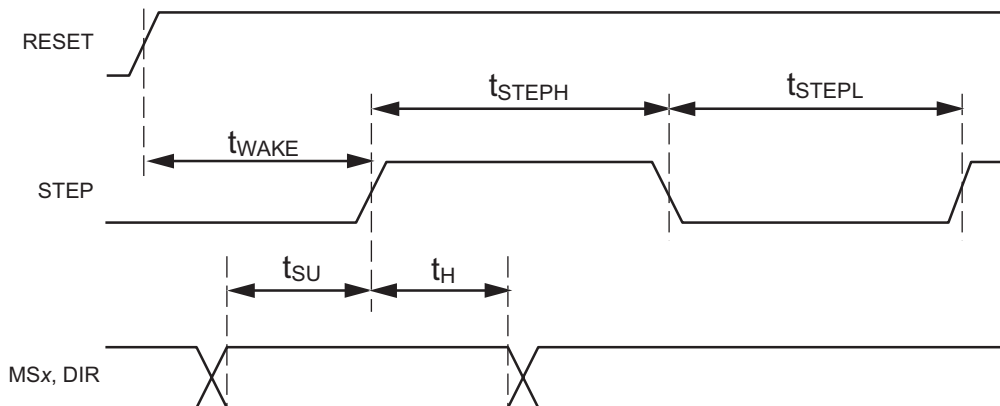 RESET
tSTEPH
tSTEPL
tWAKE
STEP
tSU
tH
MSx, DIR